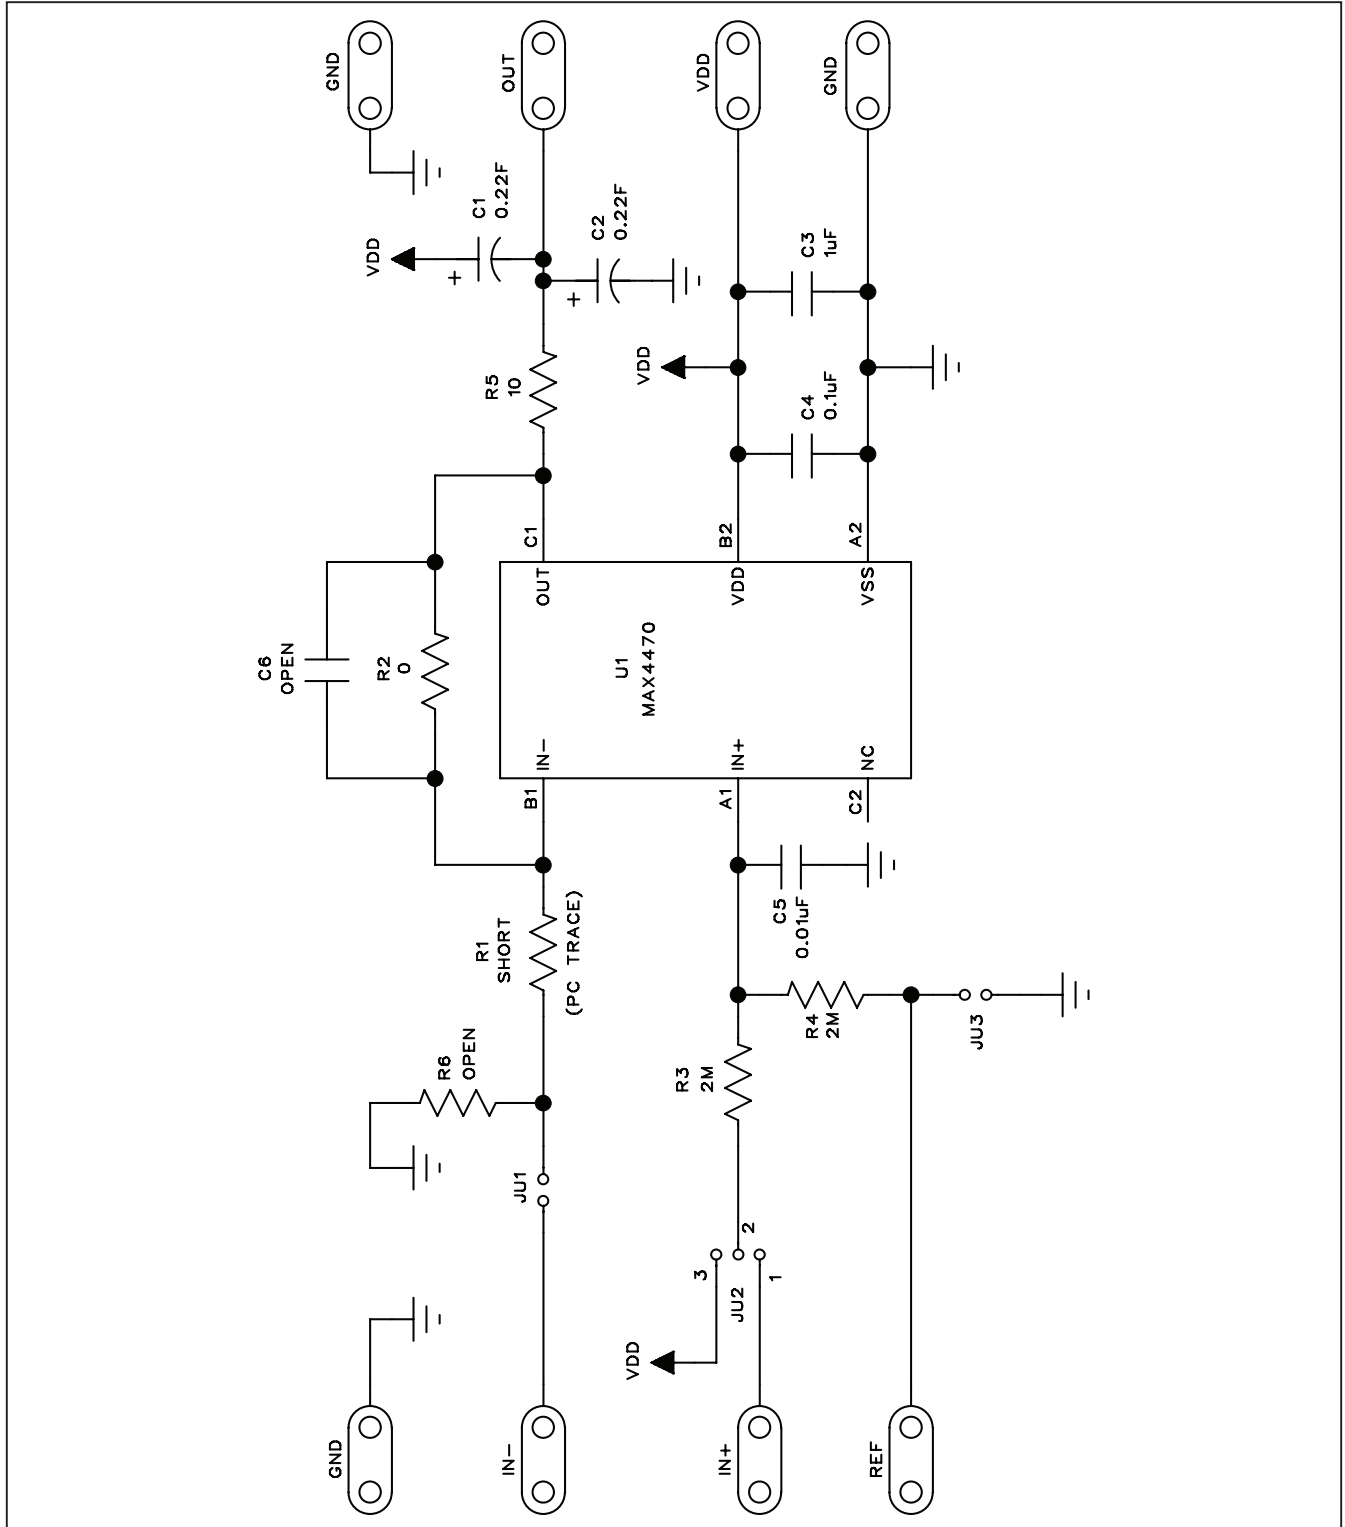 GND
OUT
VDD
GND
VDD
+
C1
0.22F
+
C2
0.22F
R5
10
VDD
C3
1uF
C4
0.1uF
C6
OPEN
R2
0
C1
B2
A2
OUT
VDD
VSS
U1
MAX4470
IN-
IN+
NC
B1
A1
C2
R1
SHORT
(PC TRACE)
C5
0.01uF
R6
OPEN
R3
2M
R4
2M
JU3
JU1
3
2
1
JU2
VDD
GND
IN-
IN+
REF